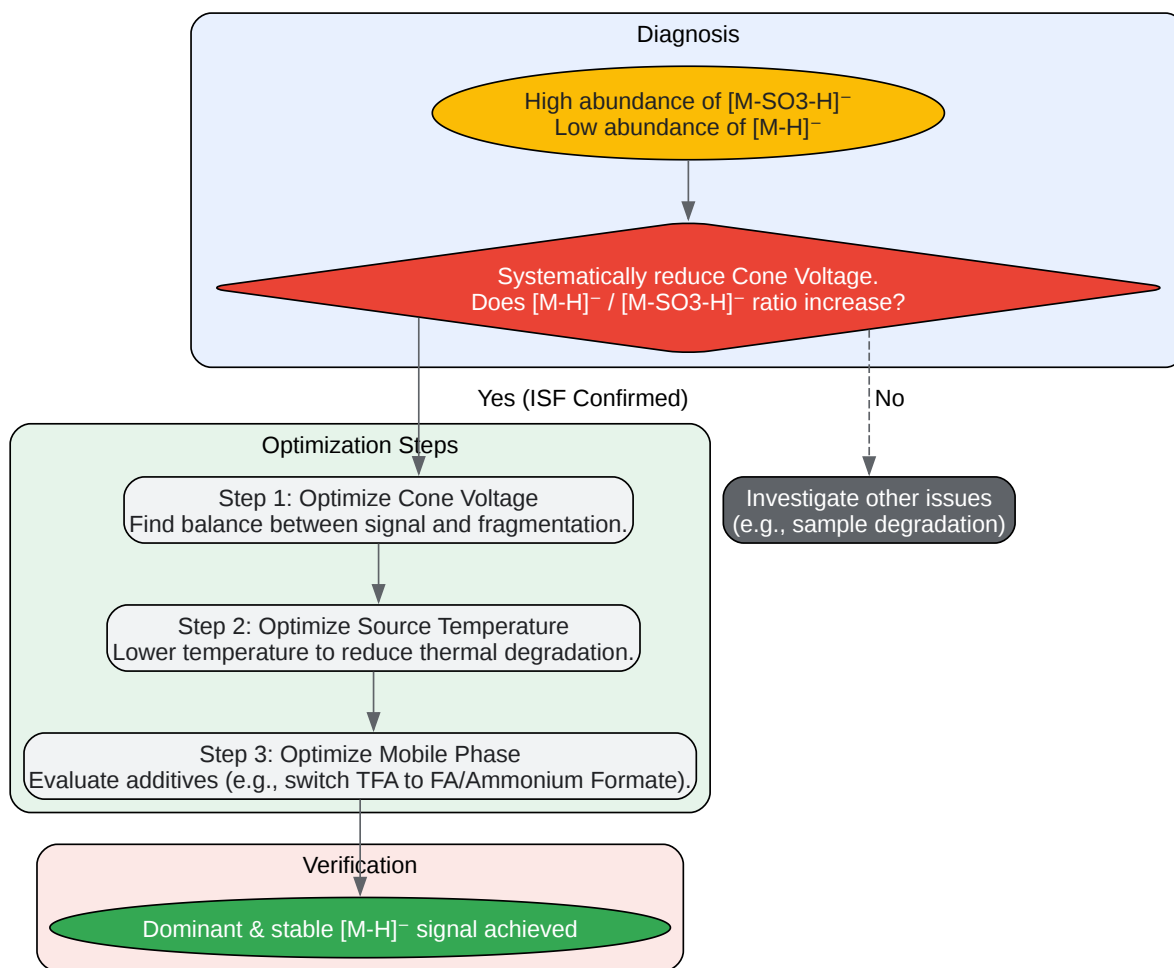 Diagnosis
High abundance of [M-SO3-H]⁻
Low abundance of [M-H]⁻
Systematically reduce Cone Voltage.
Does [M-H]⁻ / [M-SO3-H]⁻ ratio increase?
Yes (ISF Confirmed)
No
Optimization Steps
Step 1: Optimize Cone Voltage
Find balance between signal and fragmentation.
Investigate other issues
(e.g., sample degradation)
Step 2: Optimize Source Temperature
Lower temperature to reduce thermal degradation.
Step 3: Optimize Mobile Phase
Evaluate additives (e.g., switch TFA to FA/Ammonium Formate).
Verification
Dominant & stable [M-H]⁻ signal achieved